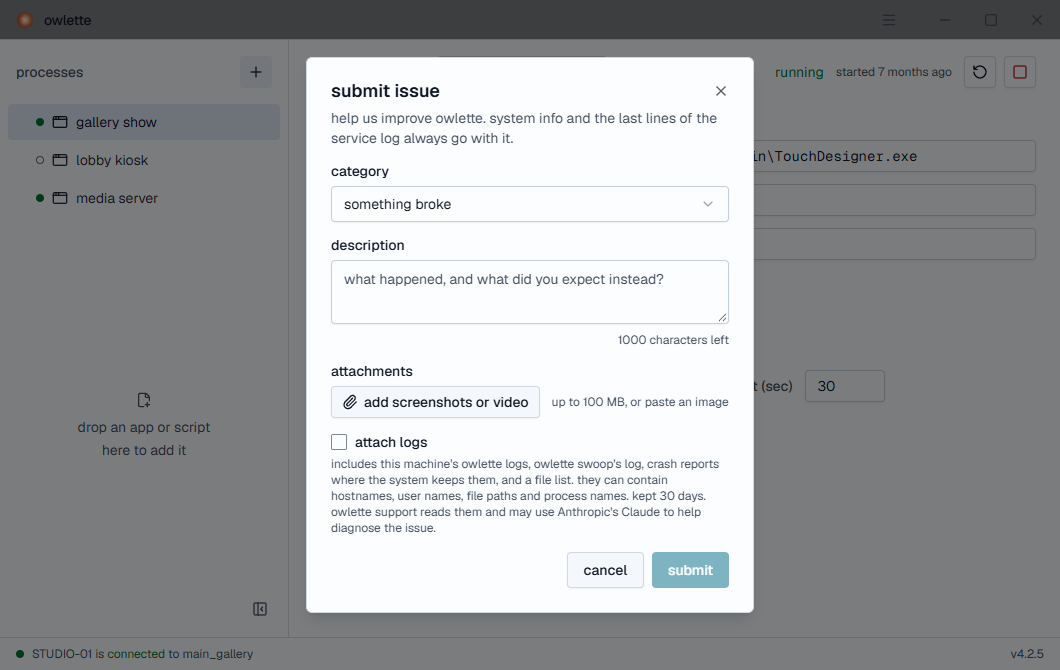 owlette
processes
running
started 7 months ago
gallery show
lobby kiosk
media server
in\TouchDesigner.exe
(sec)
30
drop an app or script
here to add it
submit issue
help us improve owlette. system info and the last lines of the
service log always go with it.
category
something broke
description
what happened, and what did you expect instead?
1000 characters left
attachments
add screenshots or video
up to 100 MB, or paste an image
attach logs
includes this machine's owlette logs, owlette swoop's log, crash reports
where the system keeps them, and a file list. they can contain
hostnames, user names, file paths and process names. kept 30 days.
owlette support reads them and may use Anthropic's Claude to help
diagnose the issue.
cancel
submit
STUDIO-01 is connected to main_gallery
v4.2.5